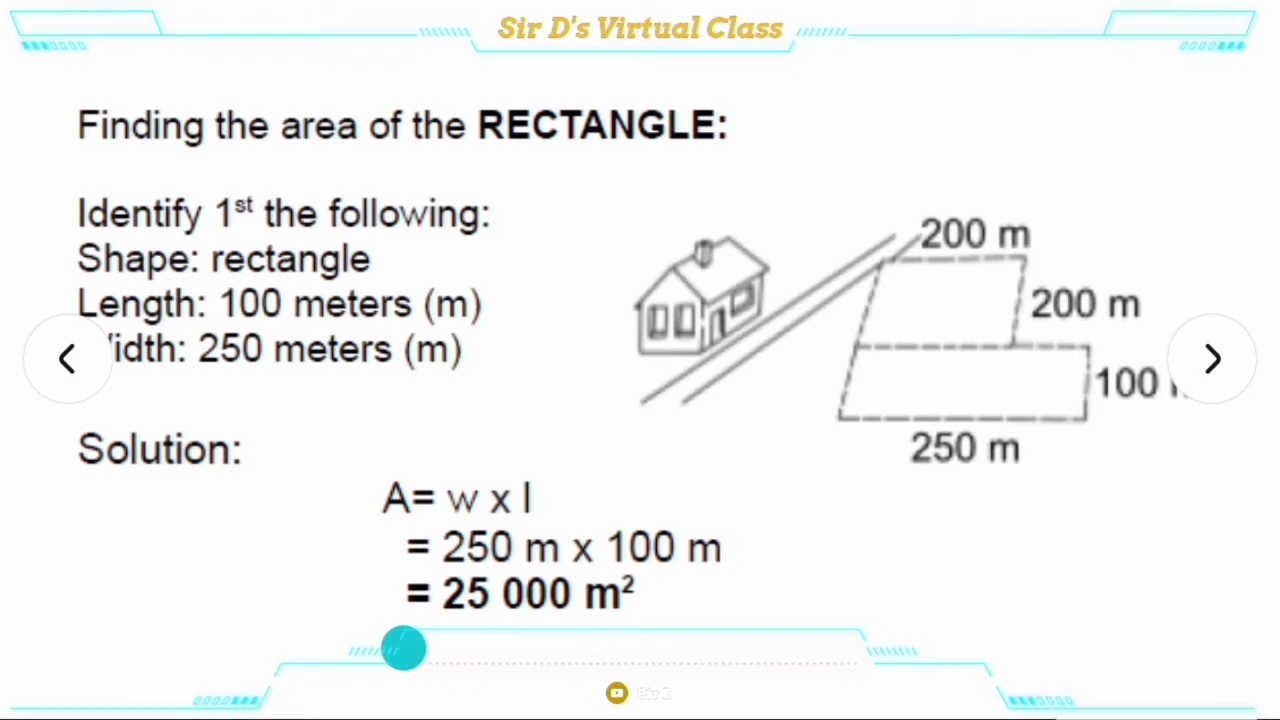 Sir D's Virtual Class
Finding the area of the RECTANGLE:
Identify 1st the following:
Shape: rectangle
Length: 100 meters (m)
idth: 250 meters (m)
200 m
200 m
100
250 m
Solution:
A= w x l
= 250 m x 100 m
= 25 000 m²